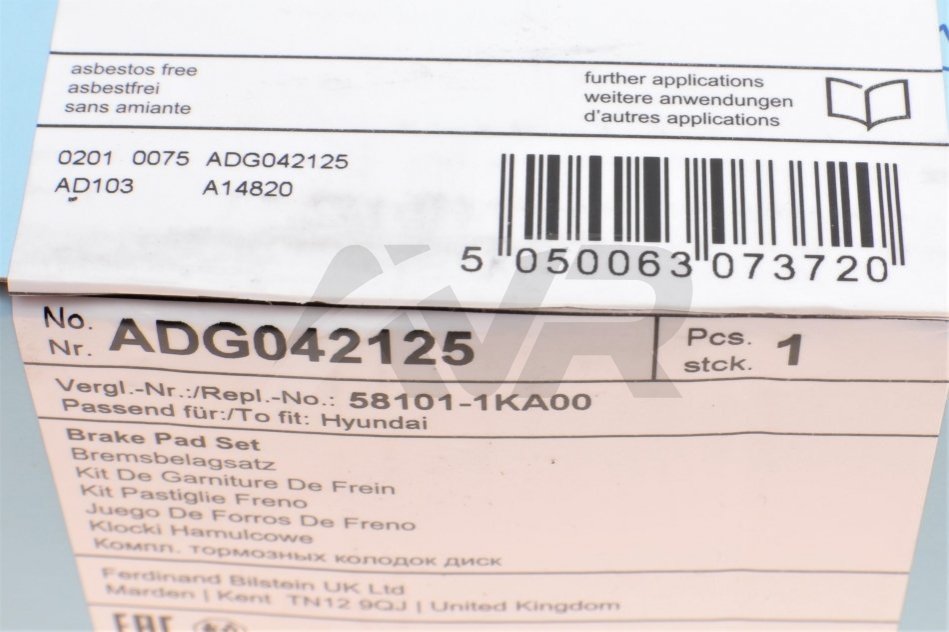 asbestos free
asbestfrei
sans amiante
further applications
weitere anwendungen
d'autres applications
0201 0075 ADG042125
AD103 A14820
5 050063 073720
No. Nr. ADG042125
Pcs. stck. 1
Vergl.-Nr.:/Repl.-No.: 58101-1KA00
Passend für:/To fit: Hyundai
Brake Pad Set
Bremsbelagsatz
Kit De Garniture De Frein
Kit Pastiglie Freno
Juego De Forros De Freno
Klocki Hamulcowe
Компл. тормозных колодок диск
Ferdinand Bilstein UK Ltd
Marden | Kent TN12 9QJ | United Kingdom
EAC
VR